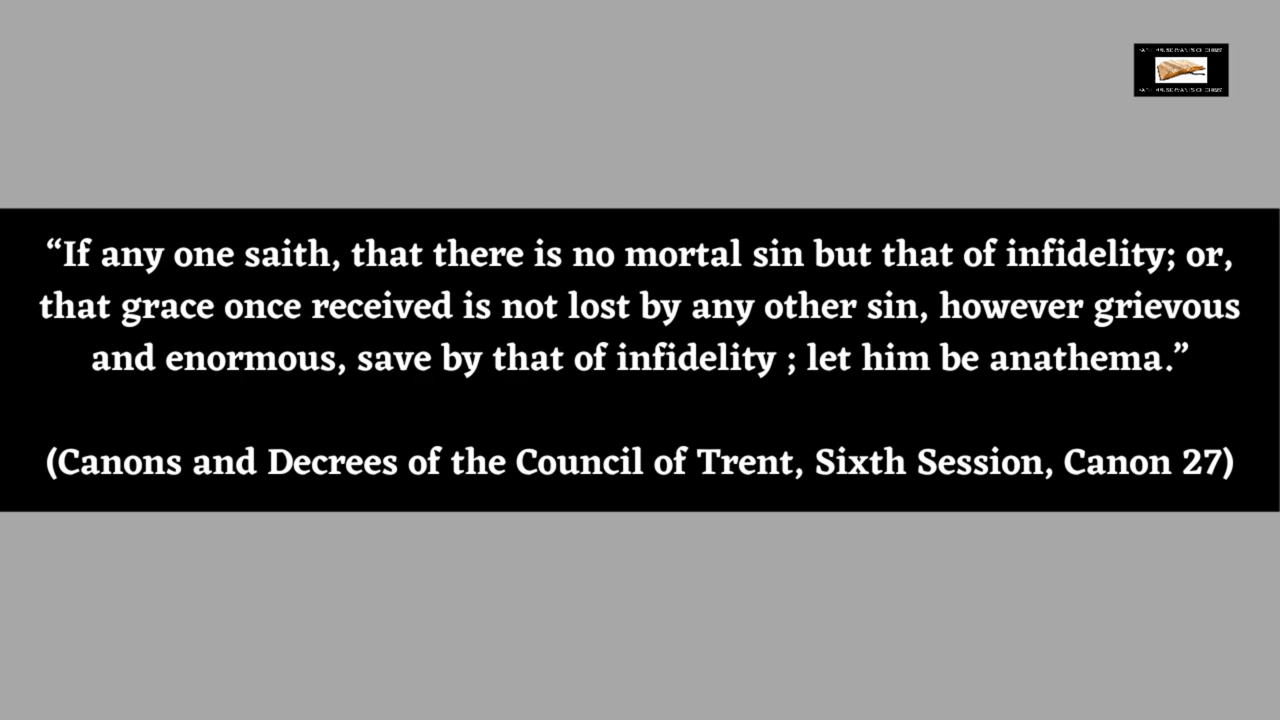 “If any one saith, that there is no mortal sin but that of infidelity; or,
that grace once received is not lost by any other sin, however grievous
and enormous, save by that of infidelity ; let him be anathema.”
(Canons and Decrees of the Council of Trent, Sixth Session, Canon 27)